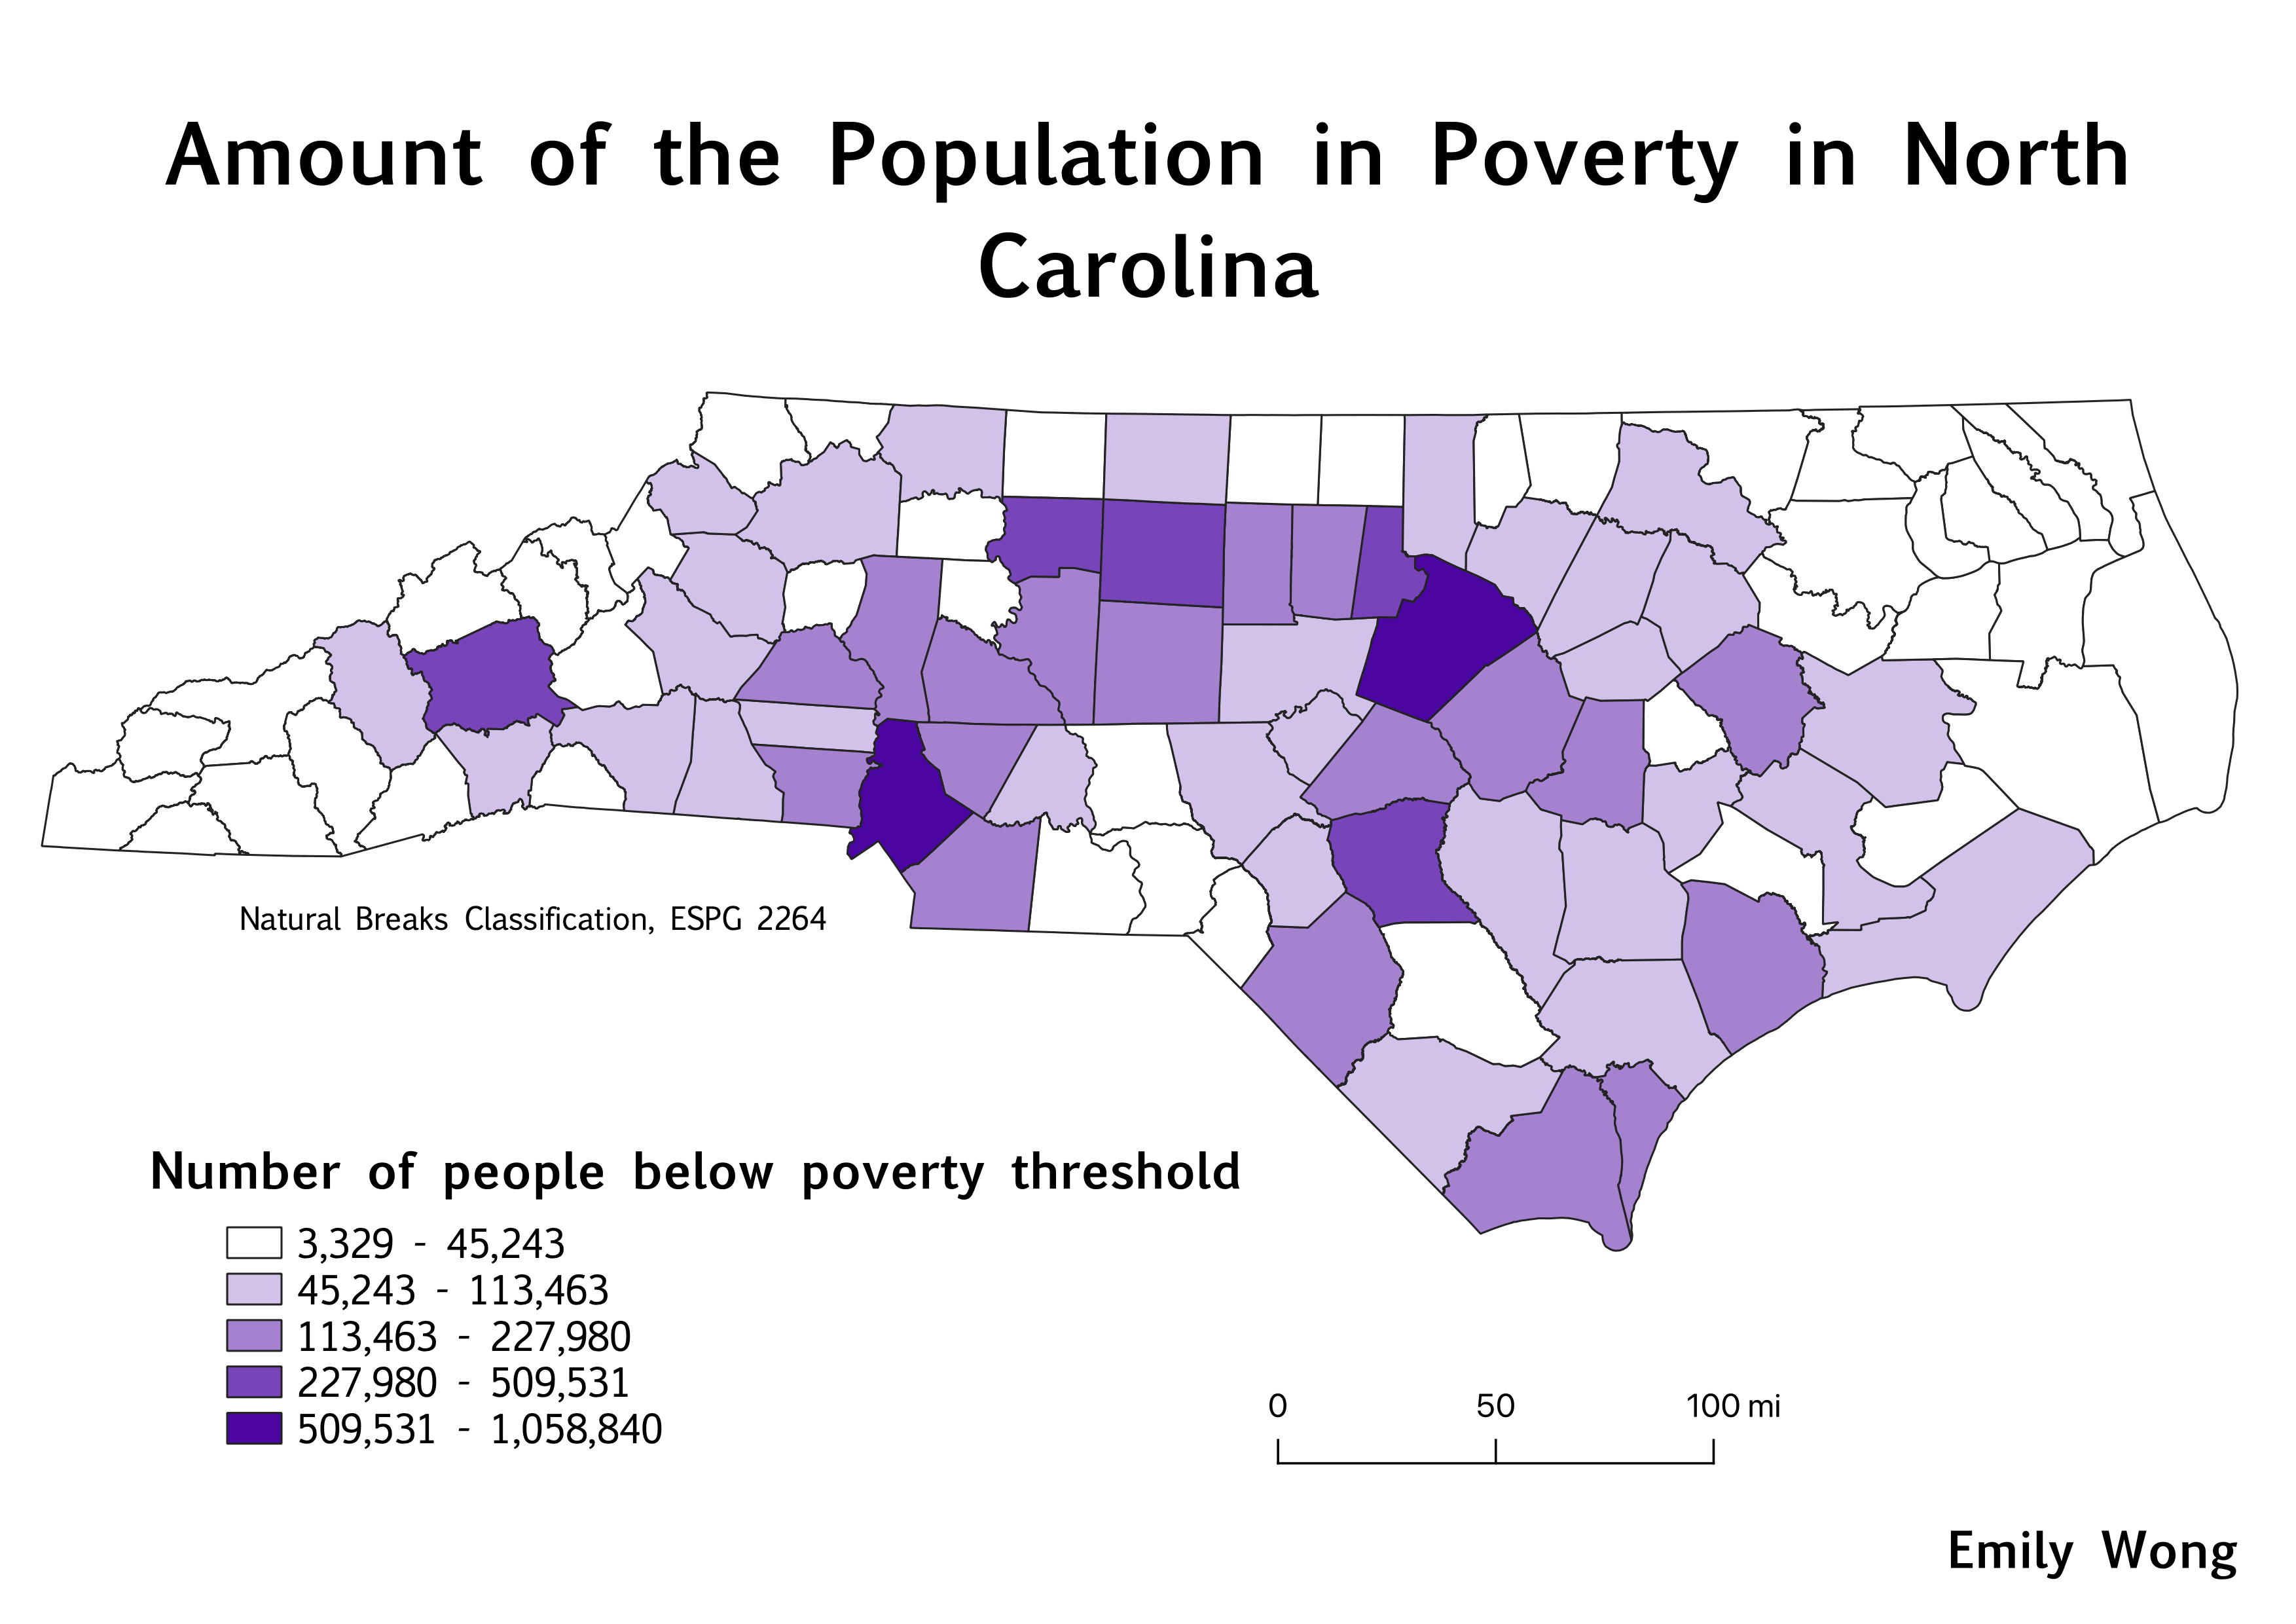 Amount of the Population in Poverty in North
Carolina
Natural Breaks Classification, ESPG 2264
Number of people below poverty threshold
3,329 - 45,243
45,243 - 113,463
113,463 - 227,980
227,980 - 509,531
509,531 - 1,058,840
0 50 100 mi
Emily Wong